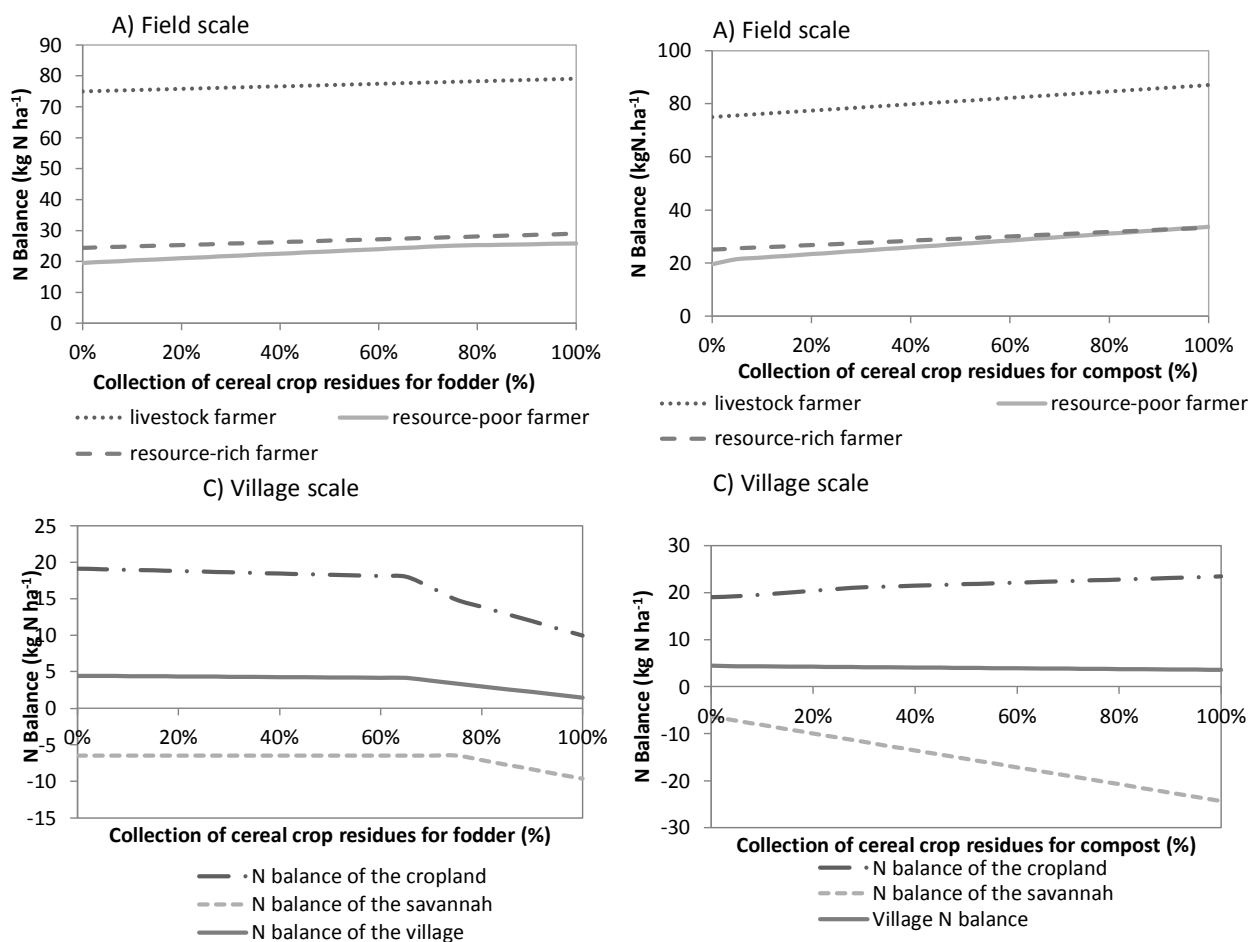 A) Field scale
90
80
70
60
50
40
30
20
10
0
N Balance (kg N ha-1)
0% 20% 40% 60% 80% 100%
Collection of cereal crop residues for fodder (%)
livestock farmer
resource-poor farmer
resource-rich farmer
A) Field scale
100
80
60
40
20
0
N Balance (kgN.ha-1)
0% 20% 40% 60% 80% 100%
Collection of cereal crop residues for compost (%)
livestock farmer
resource-poor farmer
resource-rich farmer
C) Village scale
25
20
15
10
5
0
-5
-10
-15
N Balance (kg N ha-1)
0% 20% 40% 60% 80% 100%
Collection of cereal crop residues for fodder (%)
N balance of the cropland
N balance of the savannah
N balance of the village
C) Village scale
30
20
10
0
-10
-20
-30
N Balance (kg N ha-1)
0% 20% 40% 60% 80% 100%
Collection of cereal crop residues for compost (%)
N balance of the cropland
N balance of the savannah
Village N balance